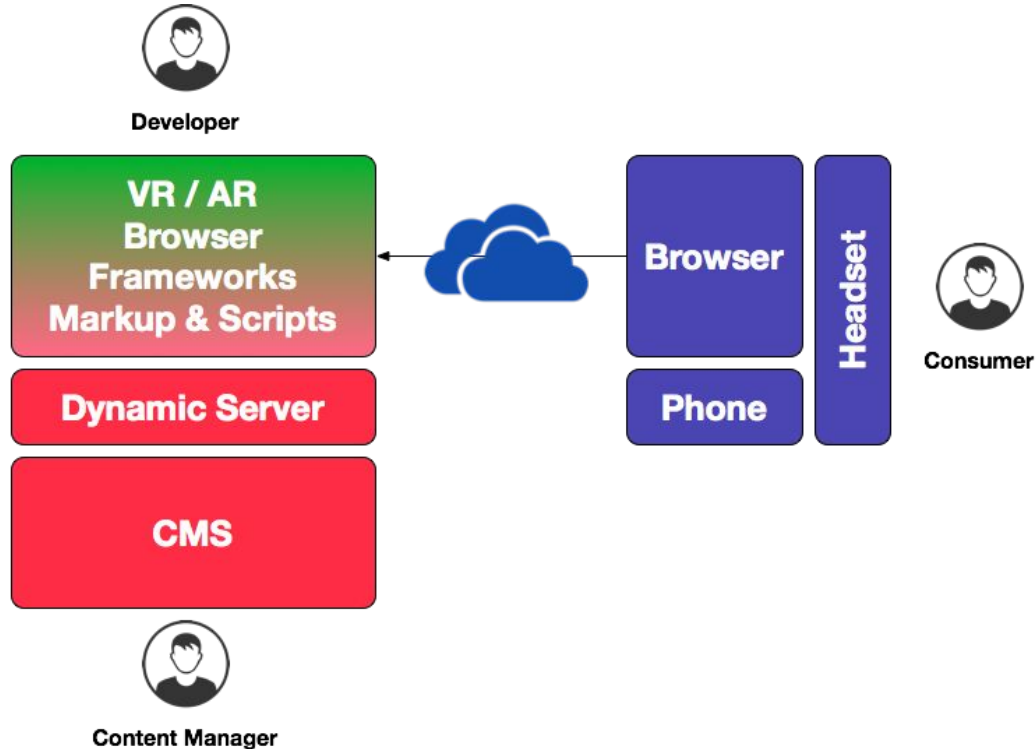 Developer
VR / AR
Browser
Frameworks
Markup & Scripts
Dynamic Server
CMS
Content Manager
Browser
Phone
Headset
Consumer